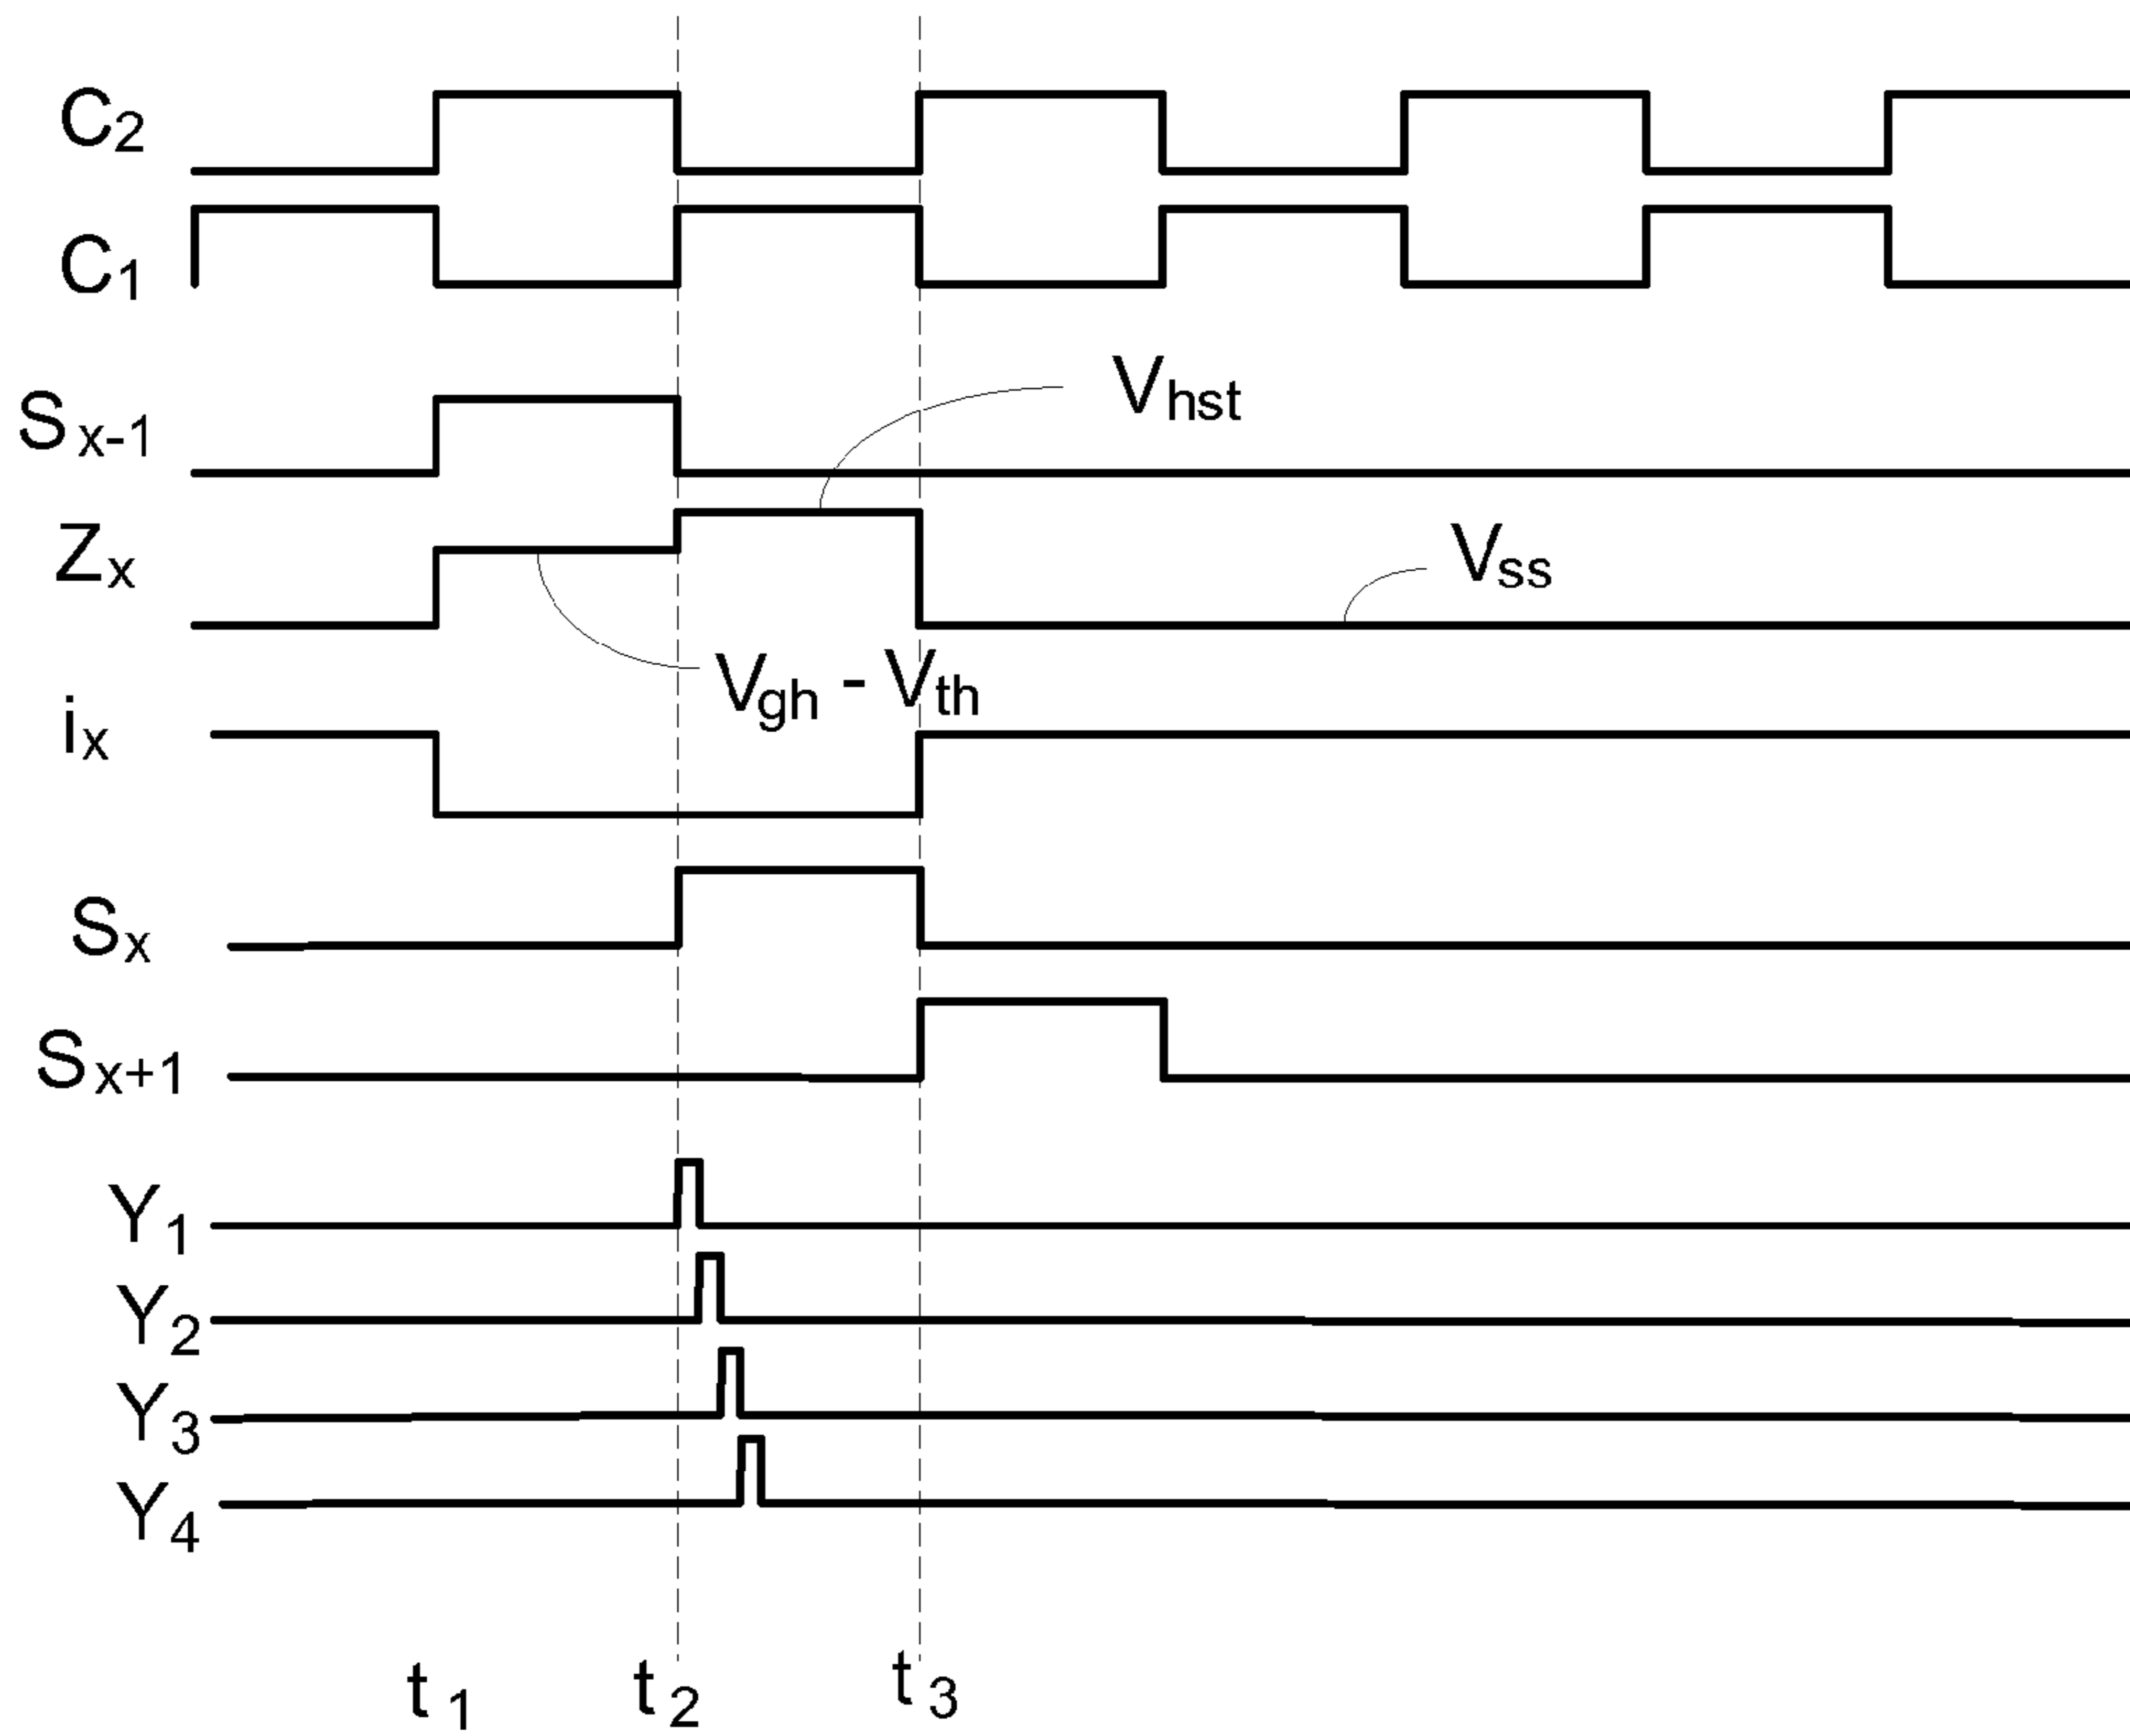 C2
C1
Sx-1
Vhst
Zx
Vss
Vgh - Vth
ix
Sx
Sx+1
Y1
Y2
Y3
Y4
t1 t2 t3